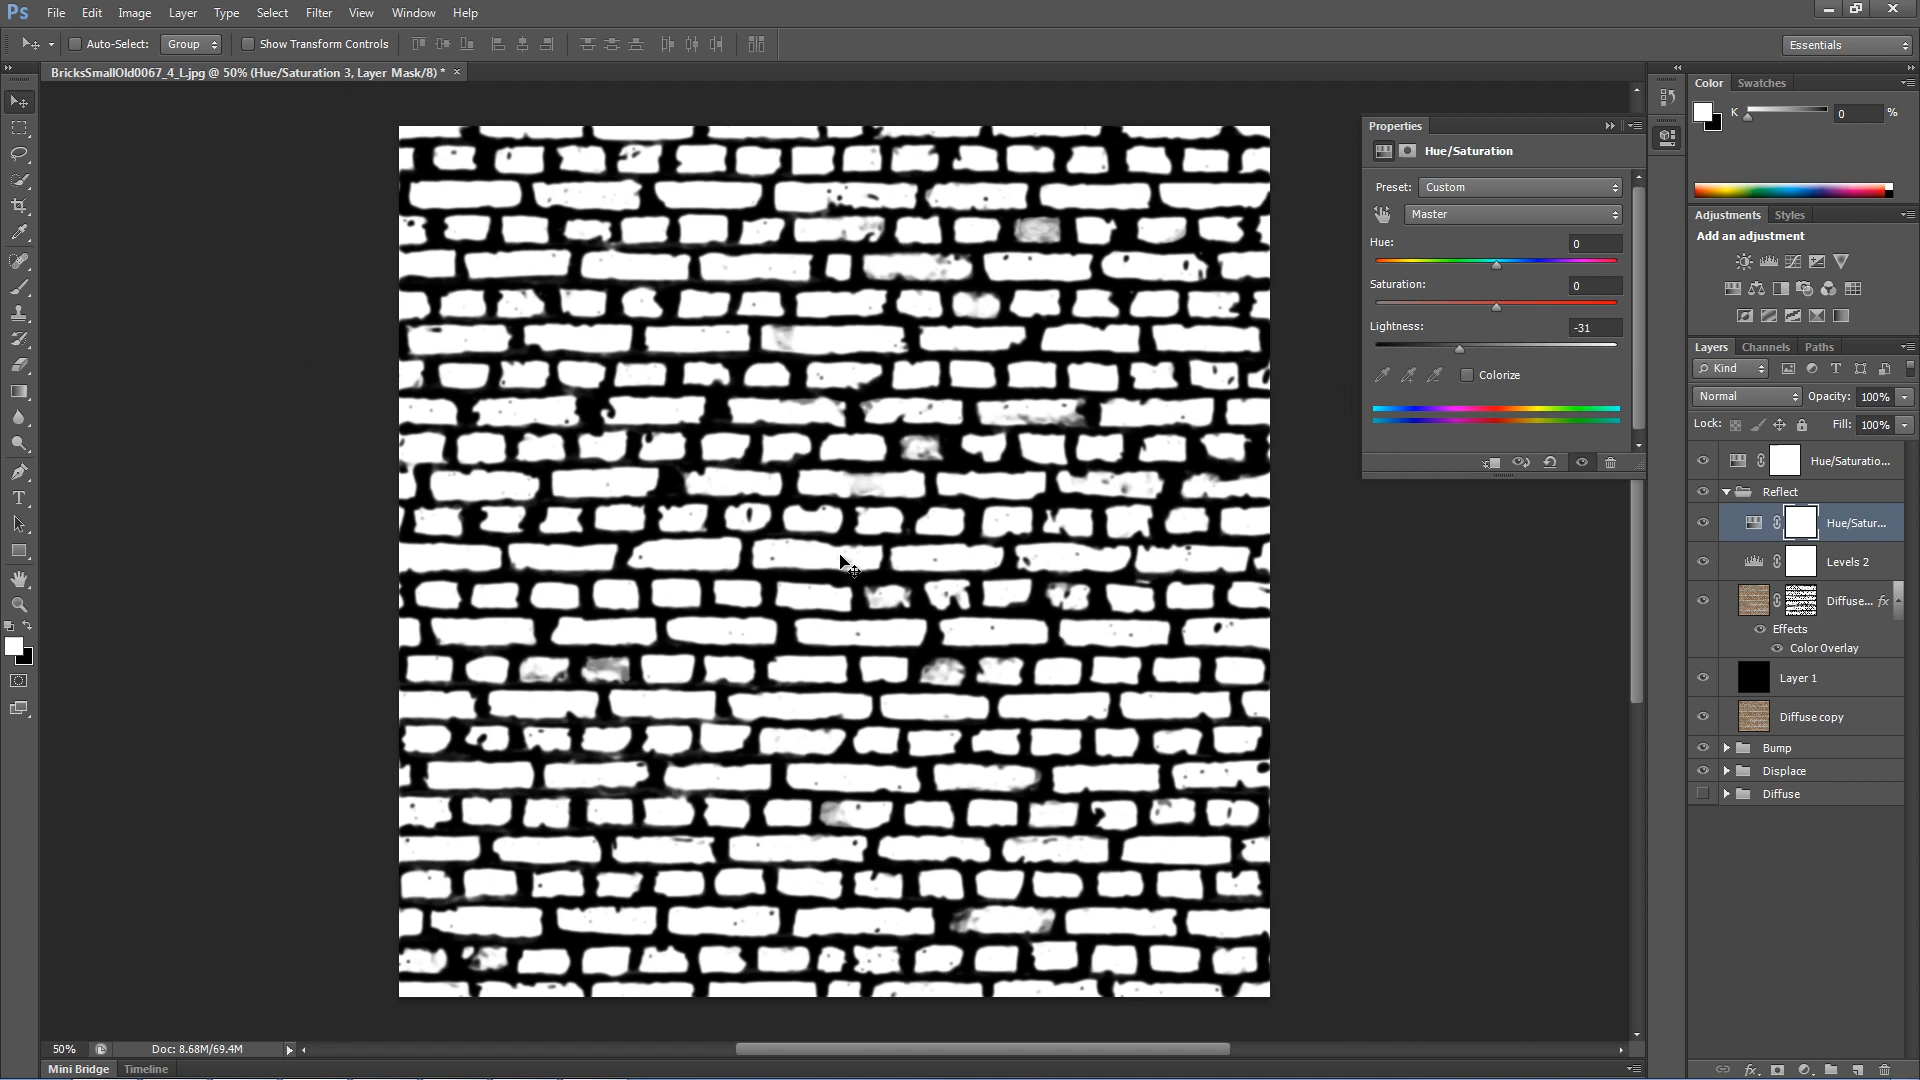 Ps File Edit Image Layer Type Select Filter View Window Help
Auto-Select: Group Show Transform Controls Essentials
BricksSmallOld0067_4_L.jpg @ 50% (Hue/Saturation 3, Layer Mask/8) *
Color Swatches
K 0 %
Properties
Hue/Saturation
Preset: Custom
Master
Hue: 0
Saturation: 0
Lightness: -31
Colorize
Adjustments Styles
Add an adjustment
Layers Channels Paths
Kind T
Normal Opacity: 100%
Lock: Fill: 100%
Hue/Saturatio...
Reflect
Hue/Satur...
Levels 2
Diffuse... fx
Effects
Color Overlay
Layer 1
Diffuse copy
Bump
Displace
Diffuse
T
50% Doc: 8.68M/69.4M
Mini Bridge Timeline
fx